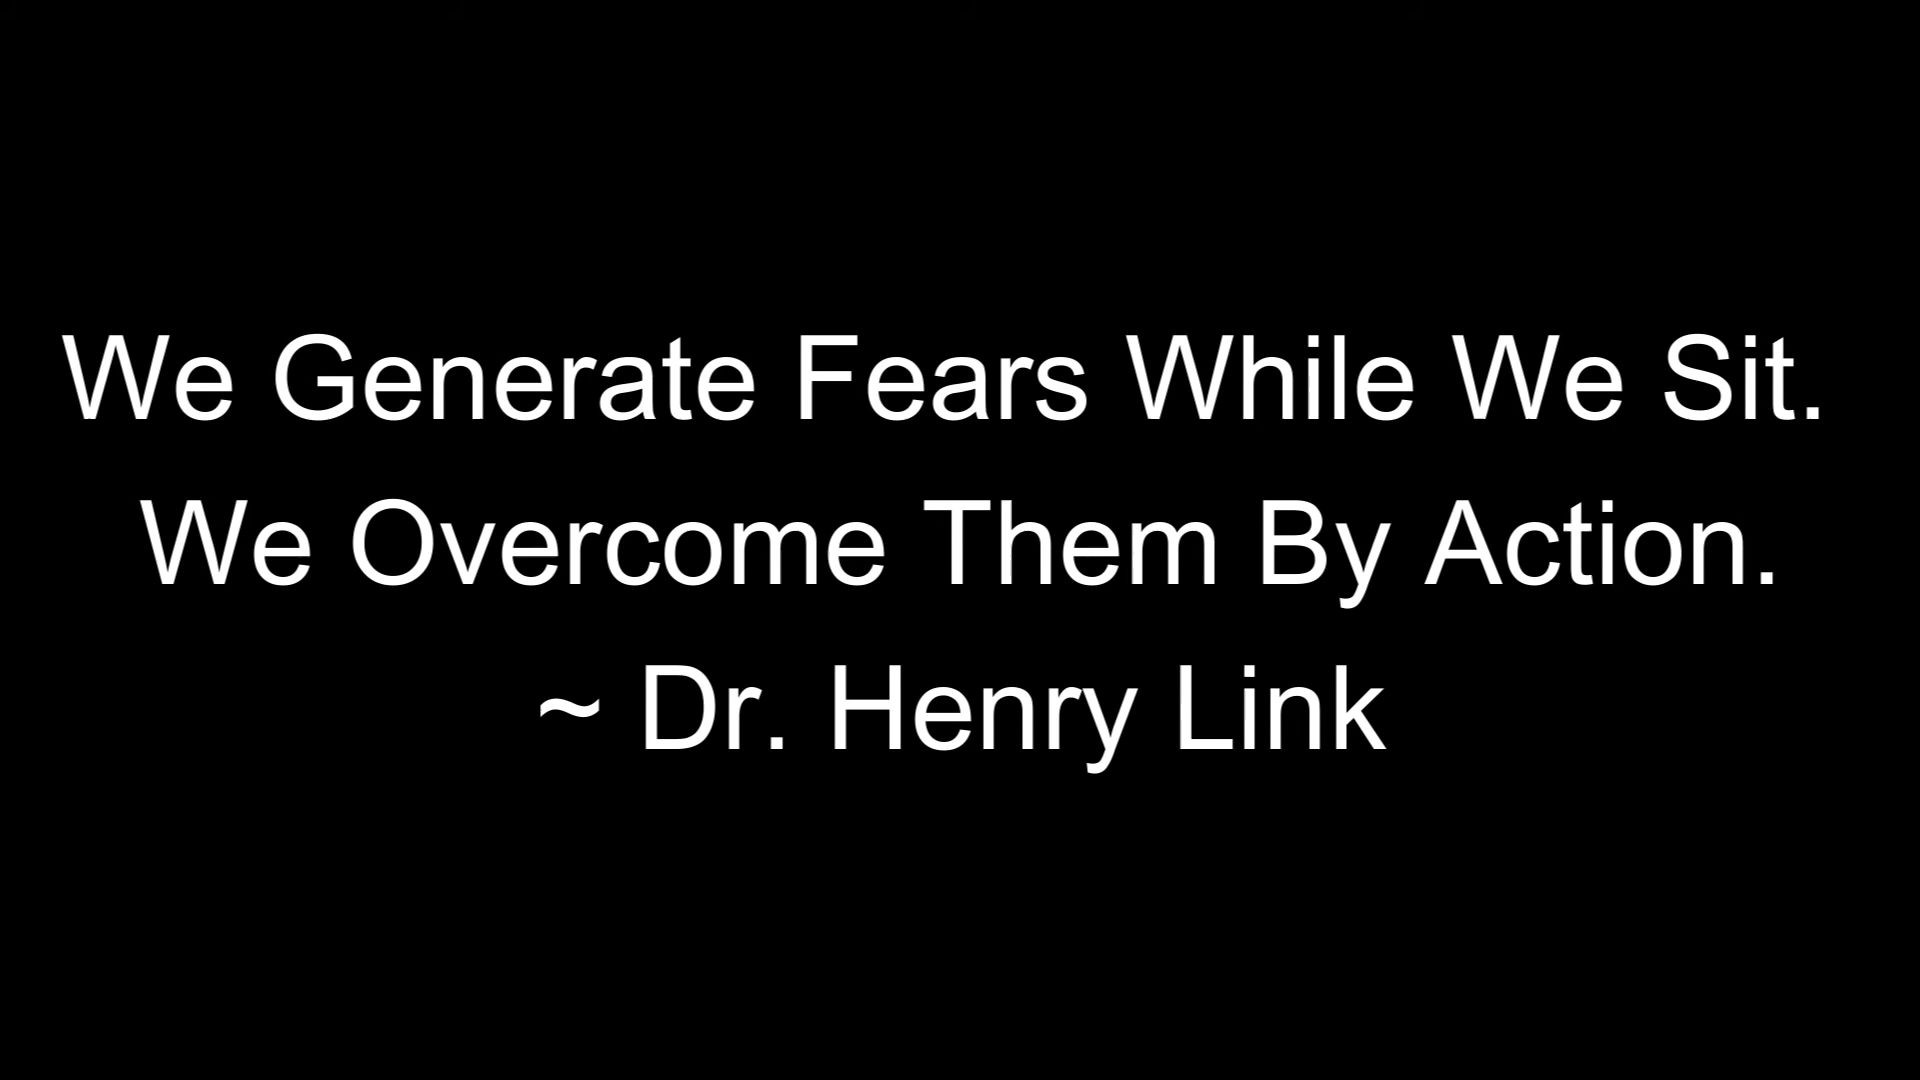 We Generate Fears While We Sit.
We Overcome Them By Action.
~ Dr. Henry Link